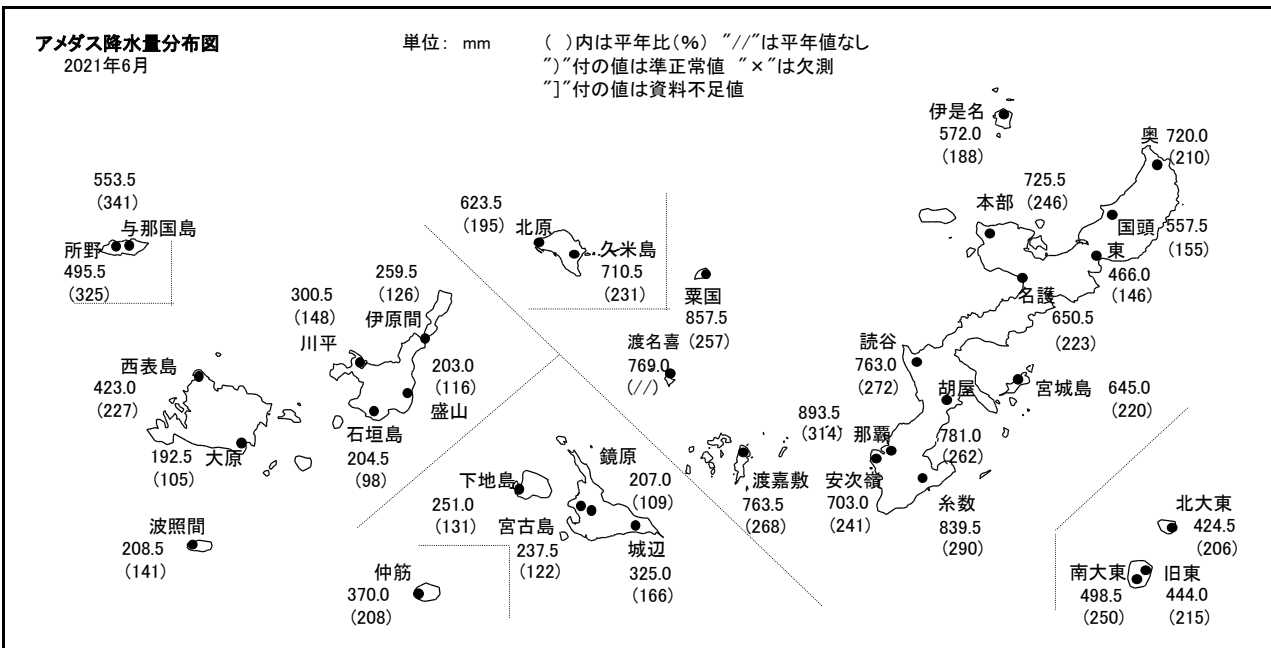 アメダス降水量分布図 単位： mm （ ）内は平年比(%) ″//″は平年値なし
2021年6月 ″)″付の値は準正常値 ″×″は欠測
″]″付の値は資料不足値
伊是名
572.0
(188)
奥 720.0
(210)
725.5
本部 (246)
国頭 557.5
(155)
東
466.0
(146)
名護
650.5
(223)
553.5
(341)
与那国島
所野
495.5
(325)
623.5
(195) 北原
久米島
710.5
(231)
粟国
857.5
(257)
渡名喜
769.0
(//)
259.5
(126)
伊原間
300.5
(148)
川平
203.0
(116)
盛山
石垣島
204.5
(98)
西表島
423.0
(227)
192.5
(105)
大原
波照間
208.5
(141)
読谷
763.0
(272)
胡屋
781.0
(262)
宮城島 645.0
(220)
893.5
(314) 那覇
安次嶺
703.0
(241)
糸数
839.5
(290)
渡嘉敷
763.5
(268)
下地島
251.0
(131)
鏡原
207.0
(109)
宮古島
237.5
(122)
城辺
325.0
(166)
仲筋
370.0
(208)
北大東
424.5
(206)
南大東
498.5
(250)
旧東
444.0
(215)